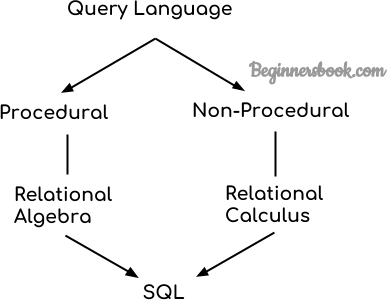 Query Language
Beginnersbook.com
Procedural
Non-Procedural
Relational
Algebra
Relational
Calculus
SQL